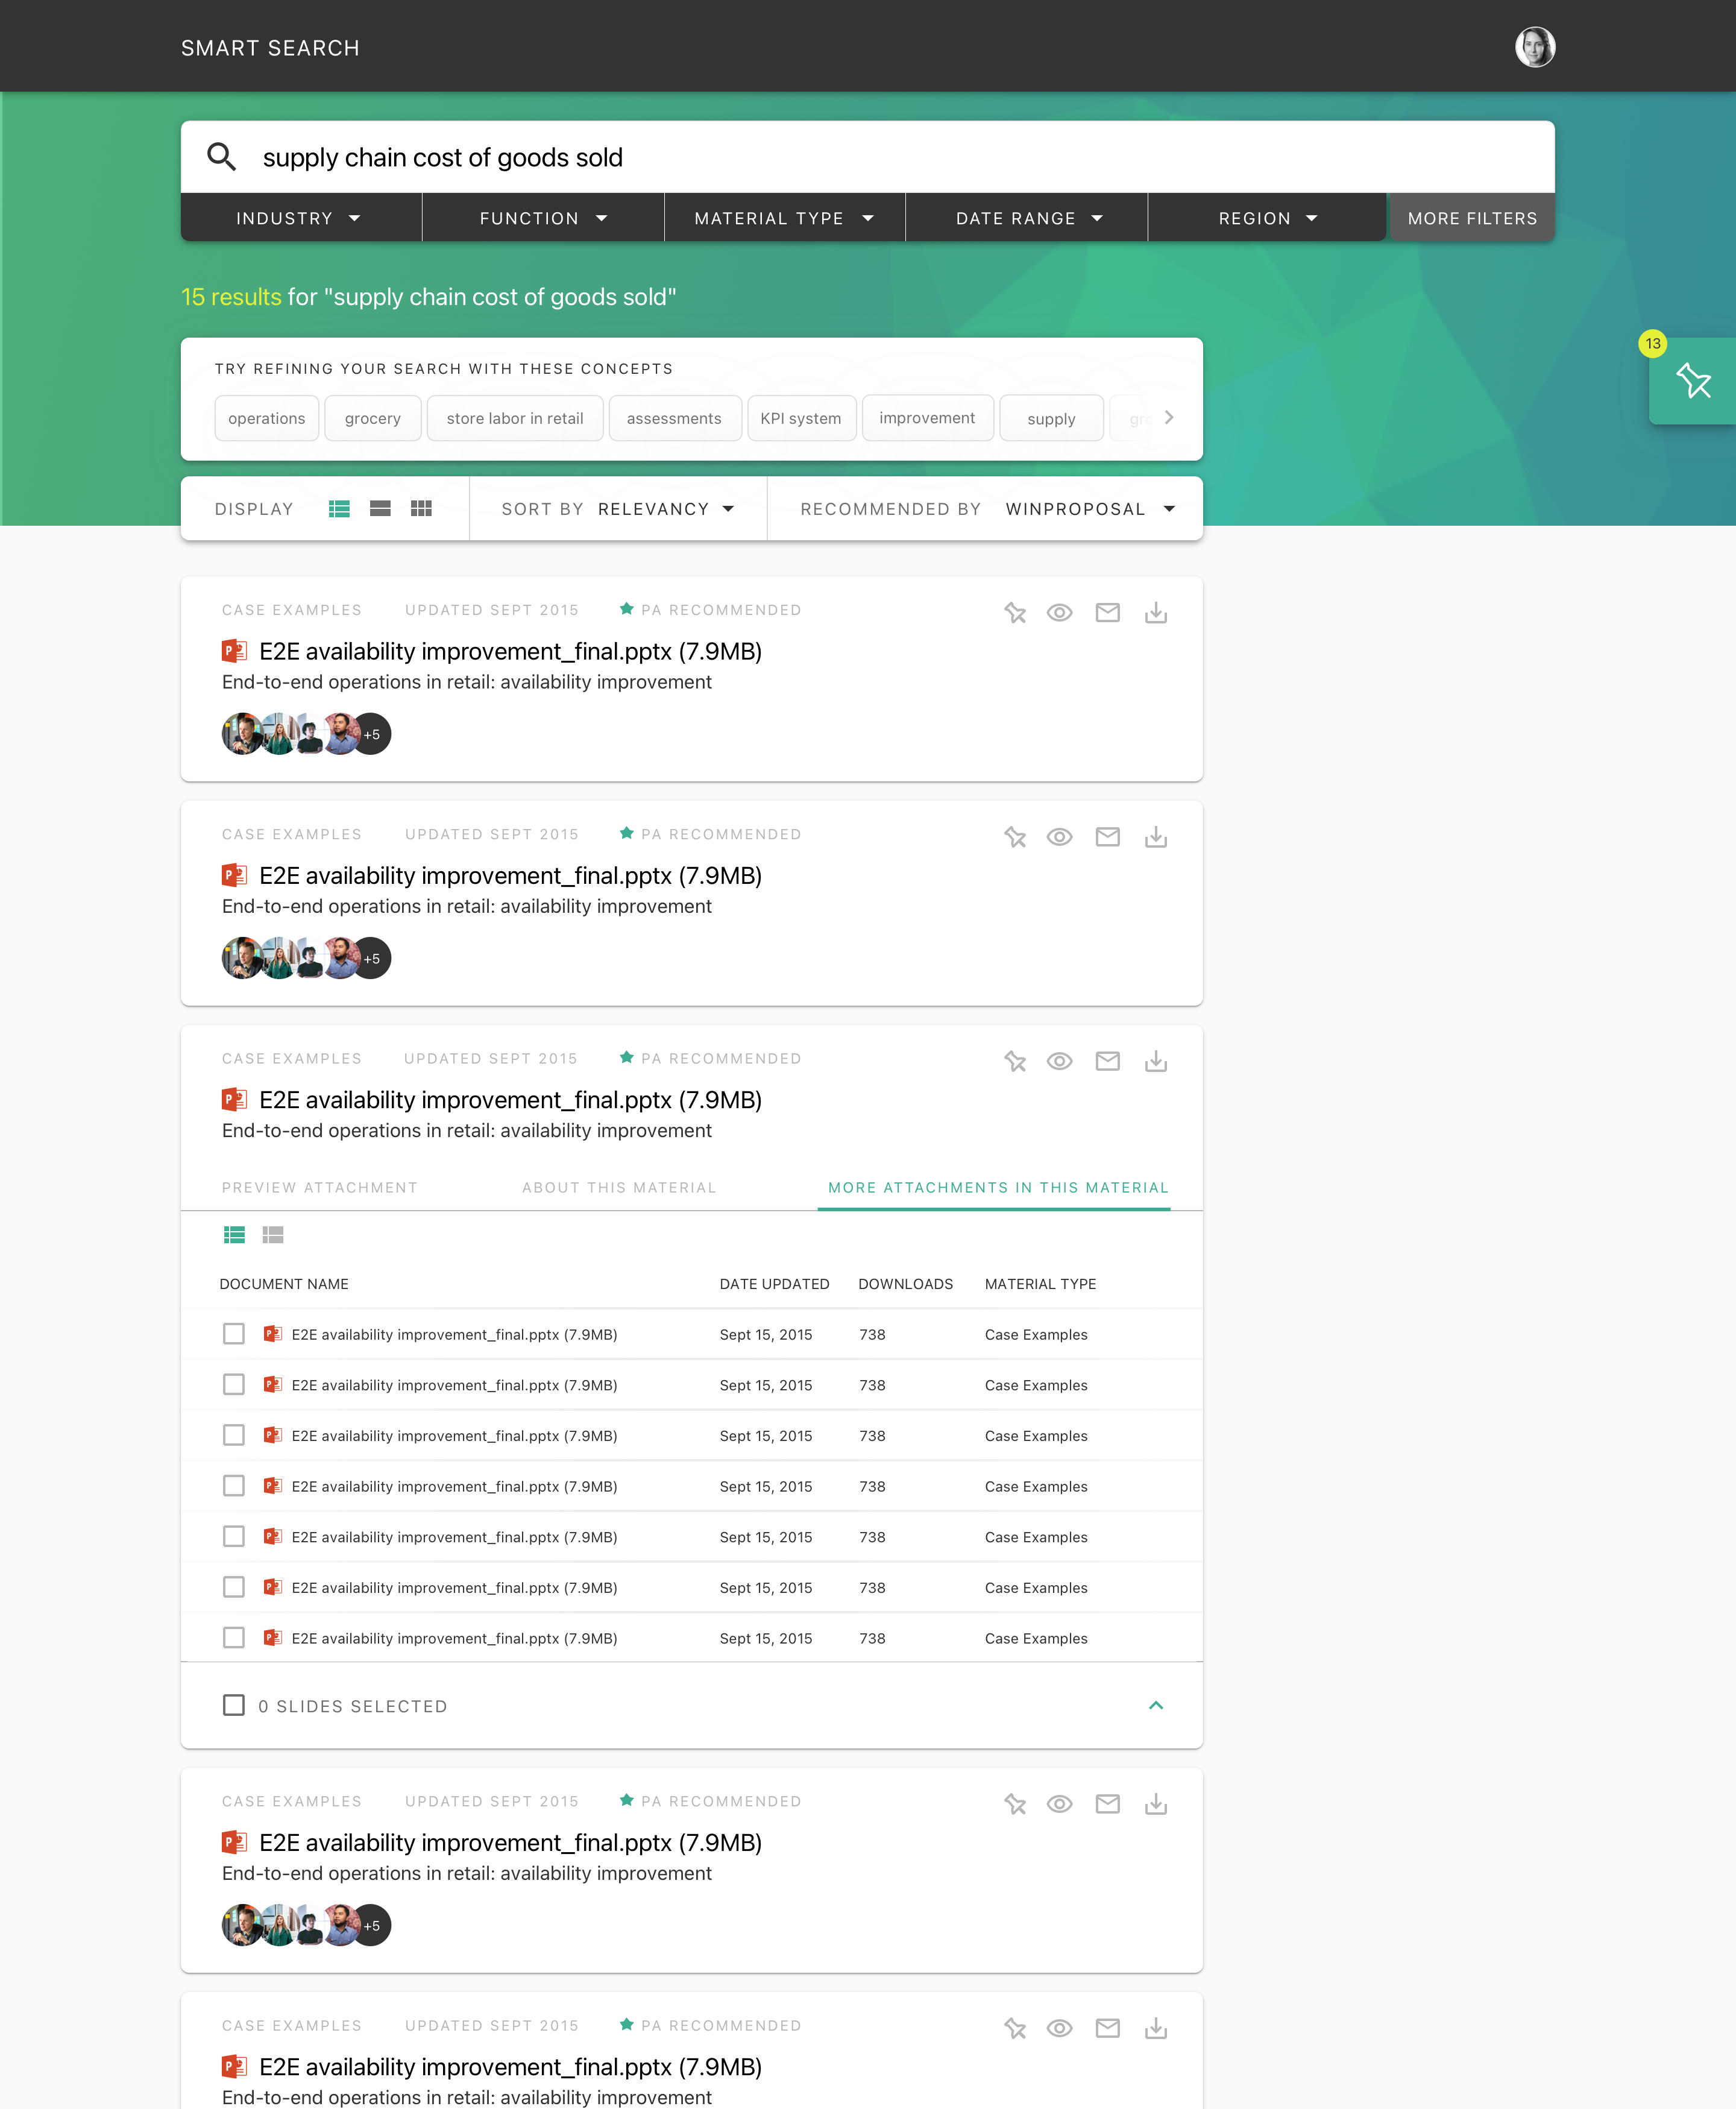 SMART SEARCH
supply chain cost of goods sold
INDUSTRY FUNCTION MATERIAL TYPE DATE RANGE REGION MORE FILTERS
15 results for "supply chain cost of goods sold"
13
TRY REFINING YOUR SEARCH WITH THESE CONCEPTS
operations grocery store labor in retail assessments KPI system improvement supply
DISPLAY SORT BY RELEVANCY RECOMMENDED BY WINPROPOSAL
CASE EXAMPLES UPDATED SEPT 2015 PA RECOMMENDED
E2E availability improvement_final.pptx (7.9MB)
End-to-end operations in retail: availability improvement
+5
CASE EXAMPLES UPDATED SEPT 2015 PA RECOMMENDED
E2E availability improvement_final.pptx (7.9MB)
End-to-end operations in retail: availability improvement
+5
CASE EXAMPLES UPDATED SEPT 2015 PA RECOMMENDED
E2E availability improvement_final.pptx (7.9MB)
End-to-end operations in retail: availability improvement
PREVIEW ATTACHMENT ABOUT THIS MATERIAL MORE ATTACHMENTS IN THIS MATERIAL
DOCUMENT NAME DATE UPDATED DOWNLOADS MATERIAL TYPE
E2E availability improvement_final.pptx (7.9MB) Sept 15, 2015 738 Case Examples
E2E availability improvement_final.pptx (7.9MB) Sept 15, 2015 738 Case Examples
E2E availability improvement_final.pptx (7.9MB) Sept 15, 2015 738 Case Examples
E2E availability improvement_final.pptx (7.9MB) Sept 15, 2015 738 Case Examples
E2E availability improvement_final.pptx (7.9MB) Sept 15, 2015 738 Case Examples
E2E availability improvement_final.pptx (7.9MB) Sept 15, 2015 738 Case Examples
E2E availability improvement_final.pptx (7.9MB) Sept 15, 2015 738 Case Examples
0 SLIDES SELECTED
CASE EXAMPLES UPDATED SEPT 2015 PA RECOMMENDED
E2E availability improvement_final.pptx (7.9MB)
End-to-end operations in retail: availability improvement
+5
CASE EXAMPLES UPDATED SEPT 2015 PA RECOMMENDED
E2E availability improvement_final.pptx (7.9MB)
End-to-end operations in retail: availability improvement